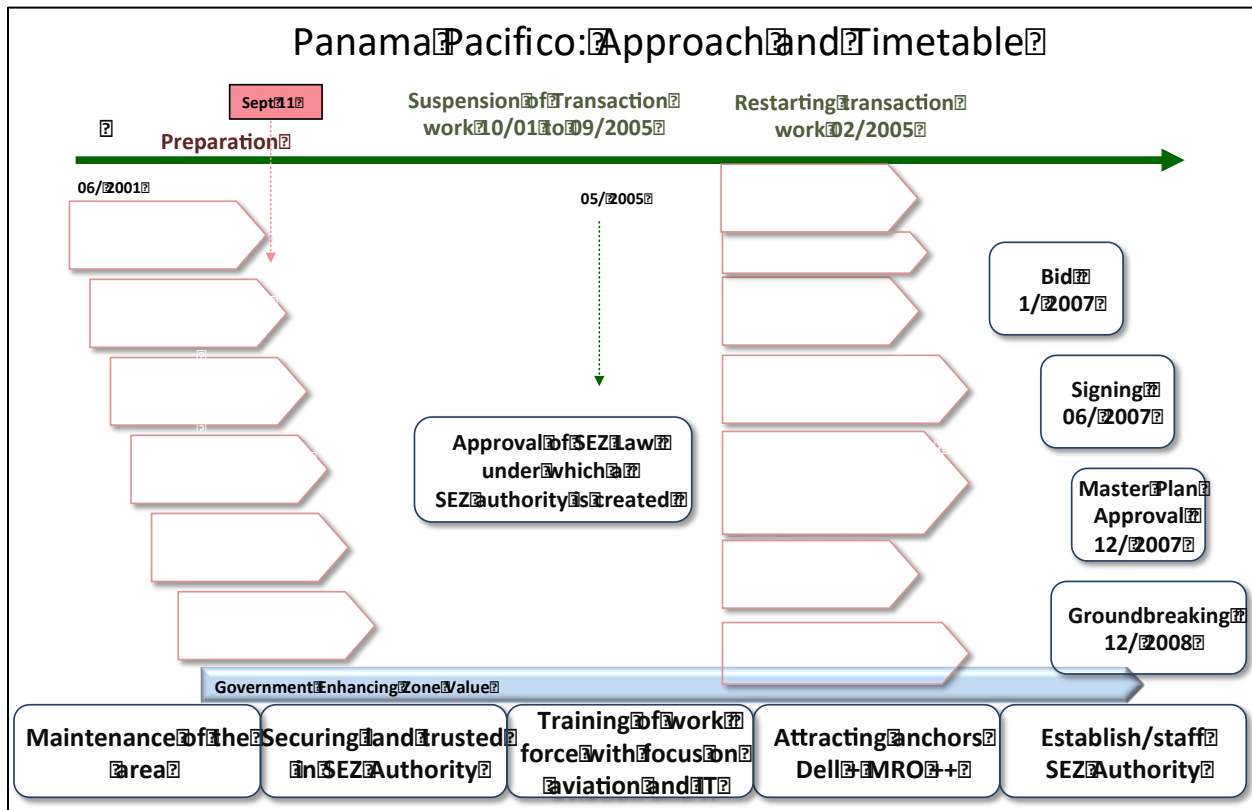 Panama Pacifico: Approach and Timetable
Sept 11
Suspension of Transaction
work 10/01 to 09/2005
Restarting transaction
work 02/2005
Preparation
06/ 2001
05/ 2005
Bid
1/ 2007
Signing
06/ 2007
Approval of SEZ Law
under which a
SEZ authority is created
Master Plan
Approval
12/ 2007
Groundbreaking
12/ 2008
Government Enhancing Zone Value
Maintenance of the
area
Securing land trusted
in SEZ Authority
Training of work
force with focus on
aviation and IT
Attracting anchors
Dell + MRO ++
Establish/staff
SEZ Authority